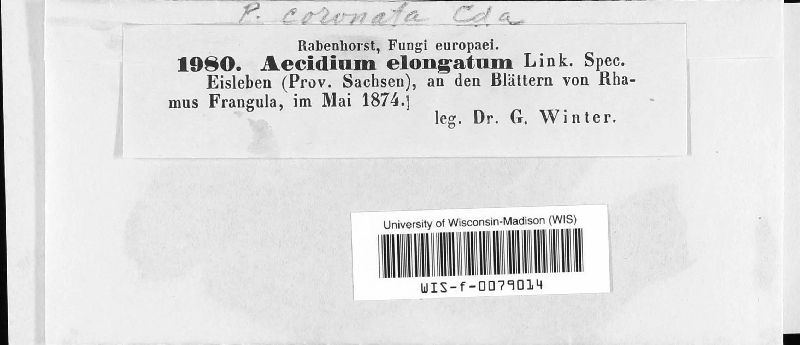 P. coronata Cda
Rabenhorst, Fungi europaei.
1980. Aecidium elongatum Link. Spec.
Eisleben (Prov. Sachsen), an den Blättern von Rha-
mus Frangula, im Mai 1874.]
leg. Dr. G. Winter.
University of Wisconsin-Madison (WIS)
WIS-f-0079014